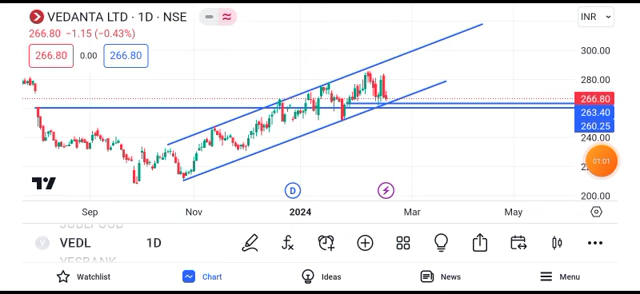 VEDANTA LTD · 1D · NSE
INR
266.80 −1.15 (−0.43%)
266.80 0.00 266.80
300.00
280.00
266.80
263.40
260.25
240.00
01:01
200.00
D
Sep Nov 2024 Mar May
VEDL 1D
YESBANK
Watchlist Chart Ideas News Menu